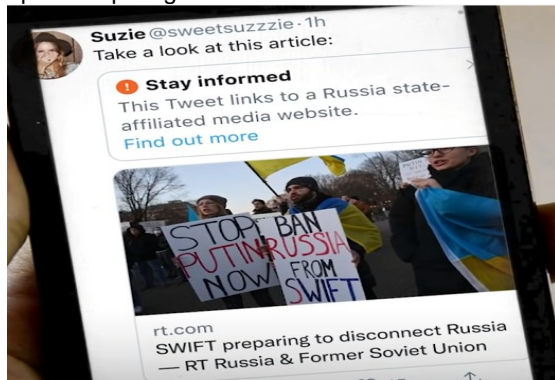 Suzie @sweetsuzzzie · 1h
Take a look at this article:
Stay informed
This Tweet links to a Russia state-
affiliated media website.
Find out more
STOP
PUTIN
NOW
BAN
RUSSIA
FROM
SWIFT
rt.com
SWIFT preparing to disconnect Russia
— RT Russia & Former Soviet Union